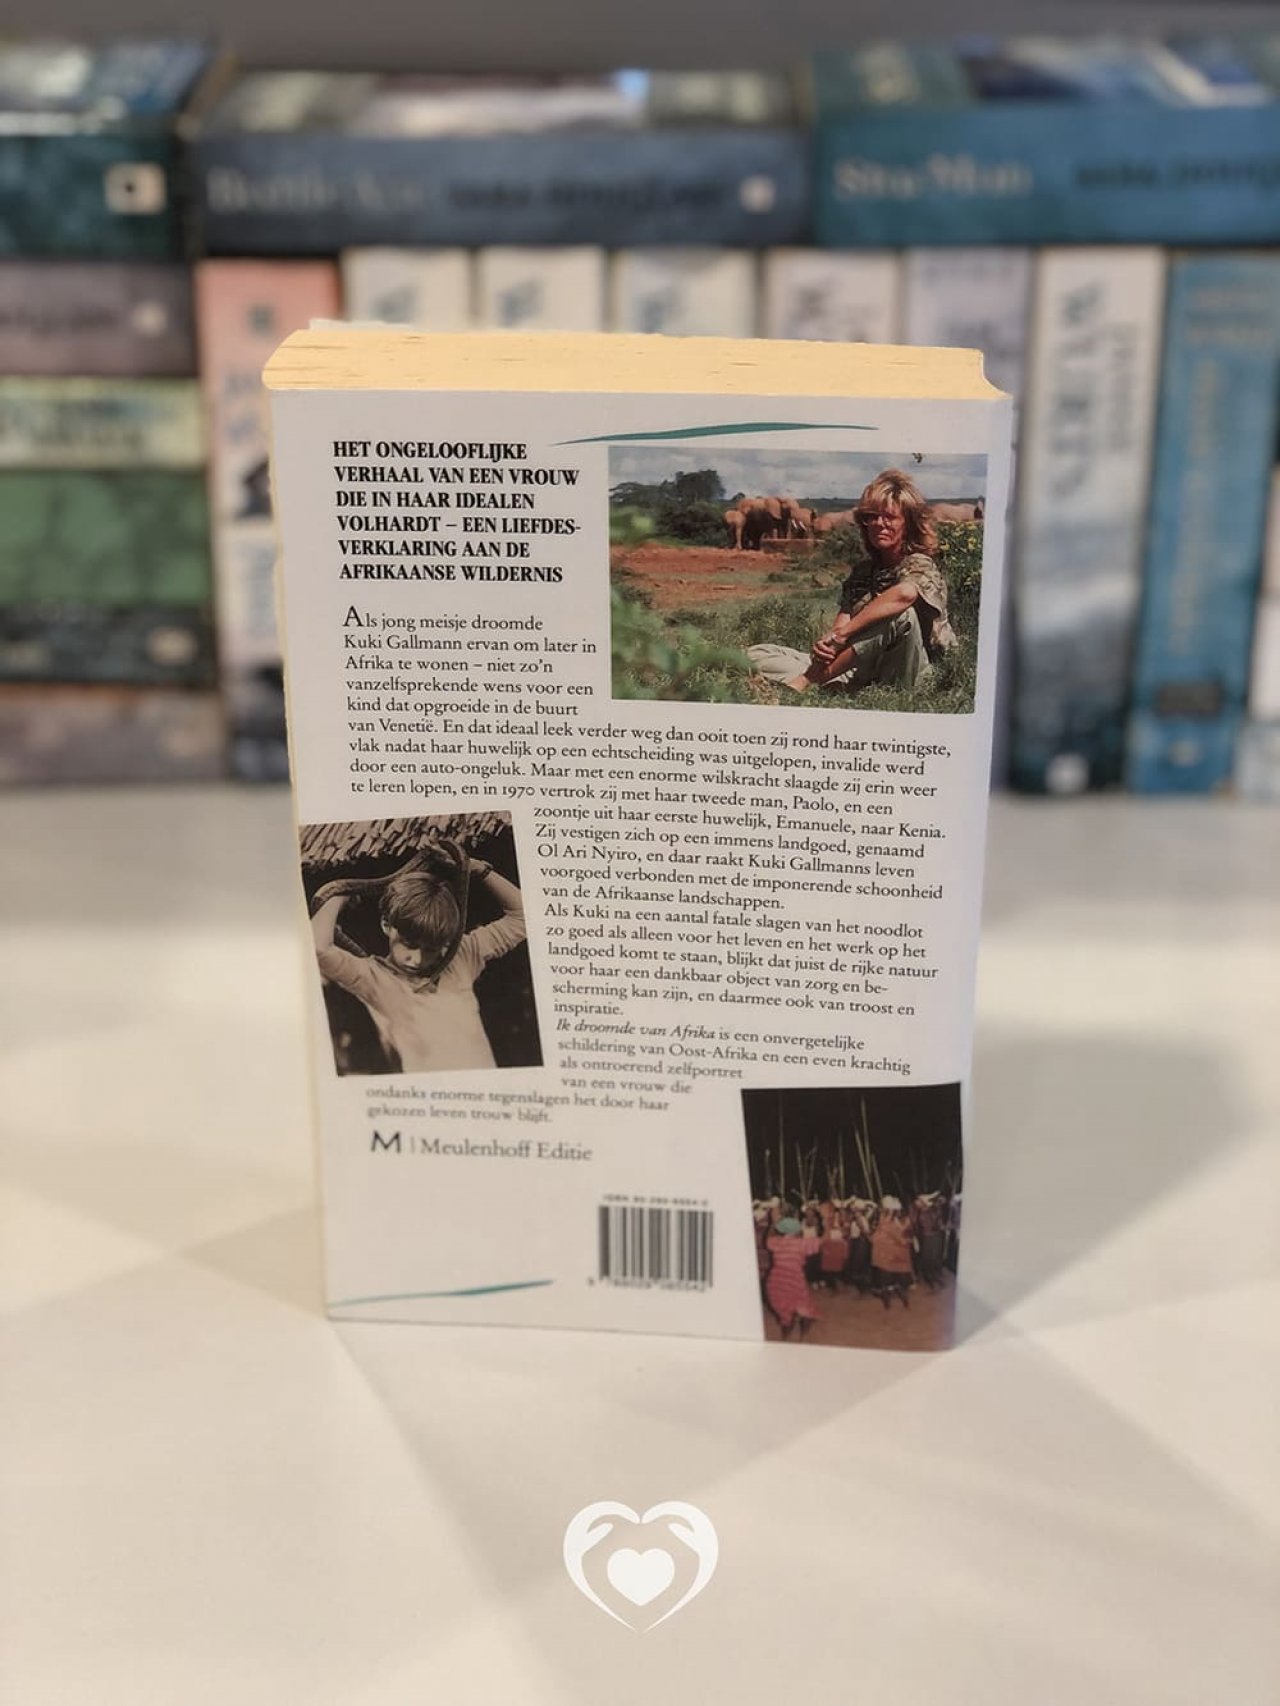 HET ONGELOOFLIJKE
VERHAAL VAN EEN VROUW
DIE IN HAAR IDEALEN
VOLHARDT – EEN LIEFDES-
VERKLARING AAN DE
AFRIKAANSE WILDERNIS
Als jong meisje droomde
Kuki Gallmann ervan om later in
Afrika te wonen – niet zo'n
vanzelfsprekende wens voor een
kind dat opgroeide in de buurt
van Venetië. En dat ideaal leek verder weg dan ooit toen zij rond haar twintigste,
vlak nadat haar huwelijk op een echtscheiding was uitgelopen, invalide werd
door een auto-ongeluk. Maar met een enorme wilskracht slaagde zij erin weer
te leren lopen, en in 1970 vertrok zij met haar tweede man, Paolo, en een
zoontje uit haar eerste huwelijk, Emanuele, naar Kenia.
Zij vestigen zich op een immens landgoed, genaamd
Ol Ari Nyiro, en daar raakt Kuki Gallmanns leven
voorgoed verbonden met de imponerende schoonheid
van de Afrikaanse landschappen.
Als Kuki na een aantal fatale slagen van het noodlot
zo goed als alleen voor het leven en het werk op het
landgoed komt te staan, blijkt dat juist de rijke natuur
voor haar een dankbaar object van zorg en be-
scherming kan zijn, en daarmee ook van troost en
inspiratie.
Ik droomde van Afrika is een onvergetelijke
schildering van Oost-Afrika en een even krachtig
als ontroerend zelfportret
van een vrouw die
ondanks enorme tegenslagen het door haar
gekozen leven trouw blijft.
M | Meulenhoff Editie
ISBN